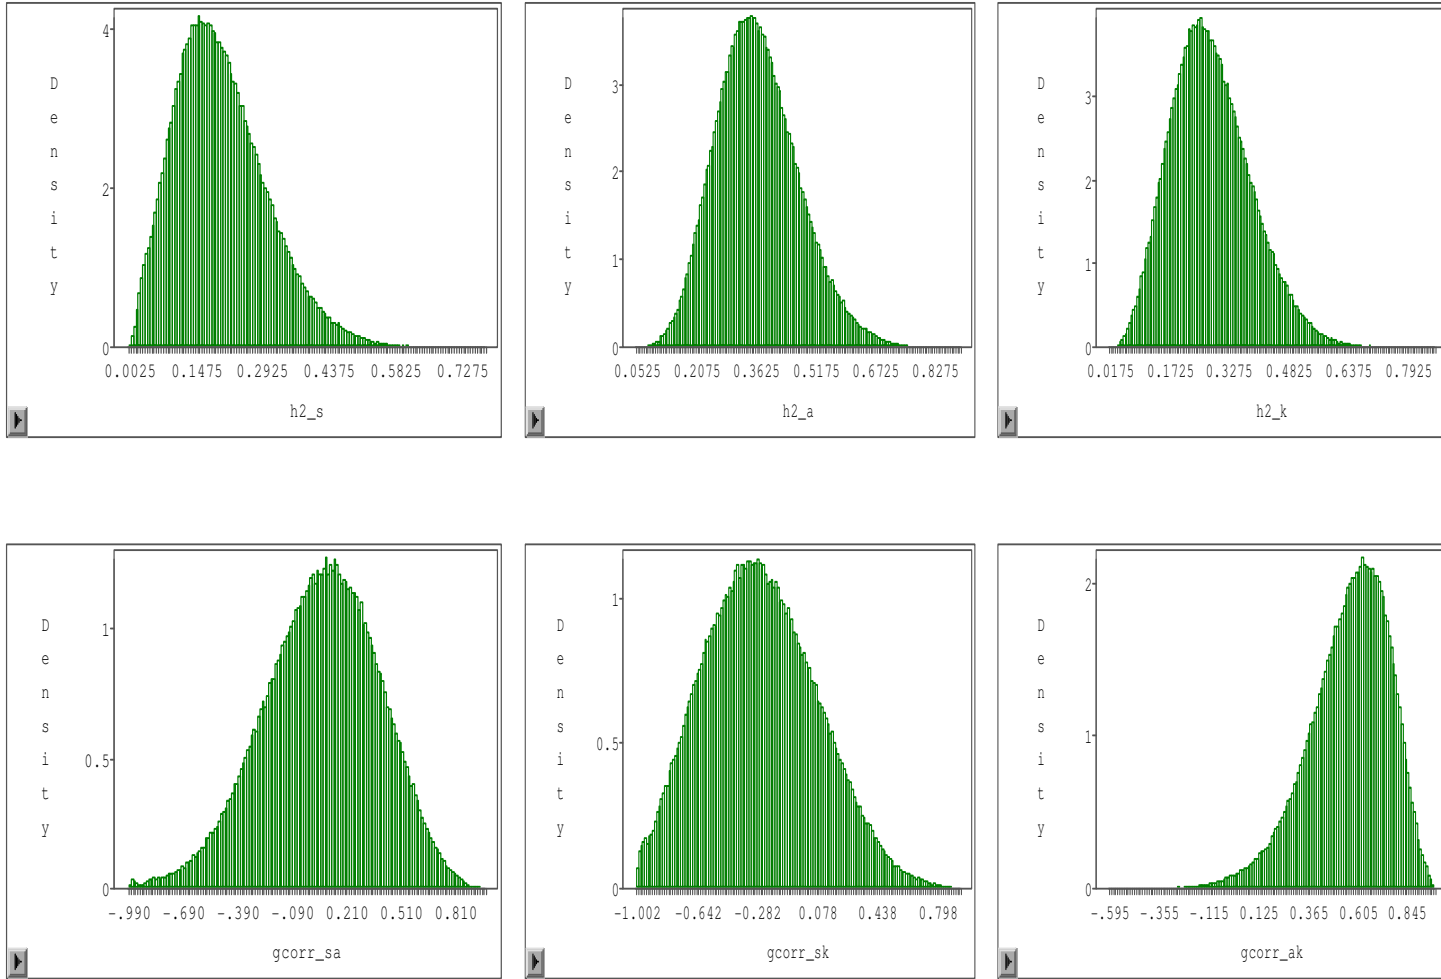 4
2
0
D
e
n
s
i
t
y
0.0025 0.1475 0.2925 0.4375 0.5825 0.7275
h2_s
3
2
1
0
D
e
n
s
i
t
y
0.0525 0.2075 0.3625 0.5175 0.6725 0.8275
h2_a
3
2
1
0
D
e
n
s
i
t
y
0.0175 0.1725 0.3275 0.4825 0.6375 0.7925
h2_k
1
0.5
0
D
e
n
s
i
t
y
-.990 -.690 -.390 -.090 0.210 0.510 0.810
gcorr_sa
1
0.5
0
D
e
n
s
i
t
y
-1.002 -0.642 -0.282 0.078 0.438 0.798
gcorr_sk
2
1
0
D
e
n
s
i
t
y
-.595 -.355 -.115 0.125 0.365 0.605 0.845
gcorr_ak